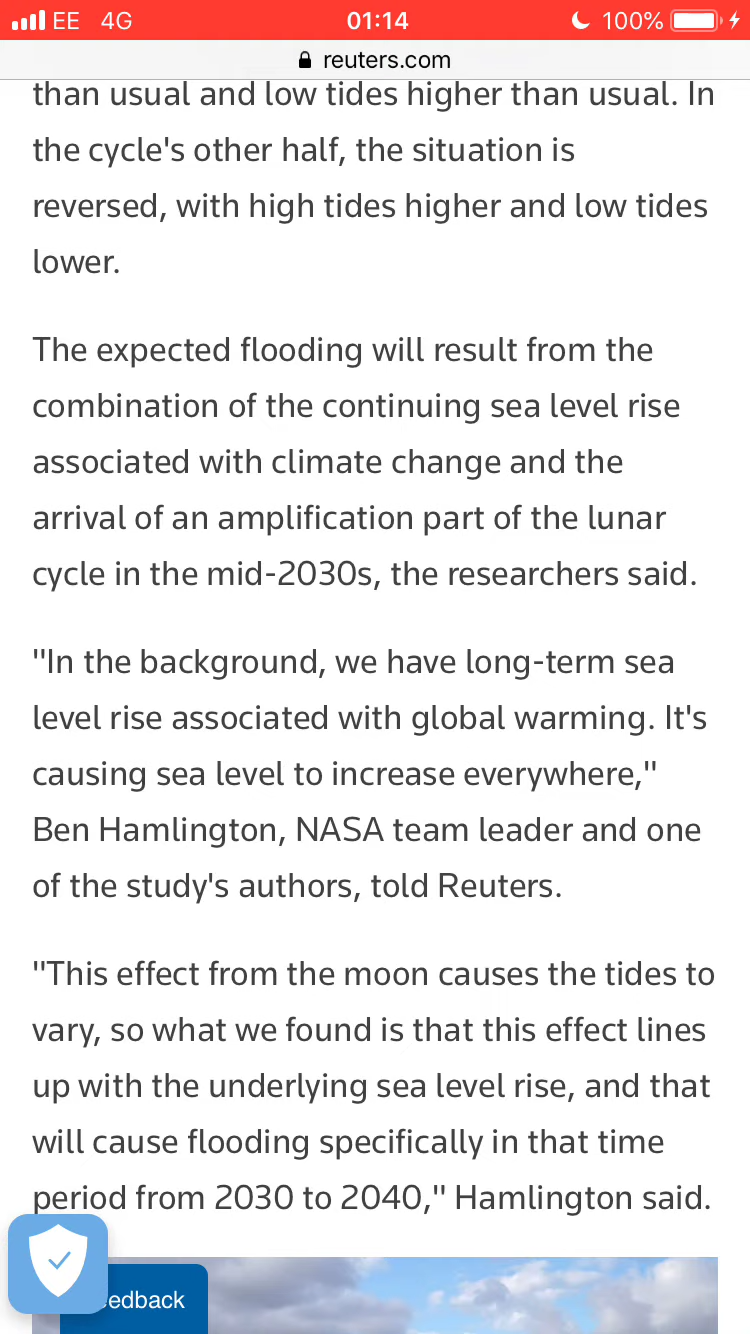 EE 4G 01:14 100%
reuters.com
than usual and low tides higher than usual. In
the cycle's other half, the situation is
reversed, with high tides higher and low tides
lower.
The expected flooding will result from the
combination of the continuing sea level rise
associated with climate change and the
arrival of an amplification part of the lunar
cycle in the mid-2030s, the researchers said.
"In the background, we have long-term sea
level rise associated with global warming. It's
causing sea level to increase everywhere,"
Ben Hamlington, NASA team leader and one
of the study's authors, told Reuters.
"This effect from the moon causes the tides to
vary, so what we found is that this effect lines
up with the underlying sea level rise, and that
will cause flooding specifically in that time
period from 2030 to 2040," Hamlington said.
edback